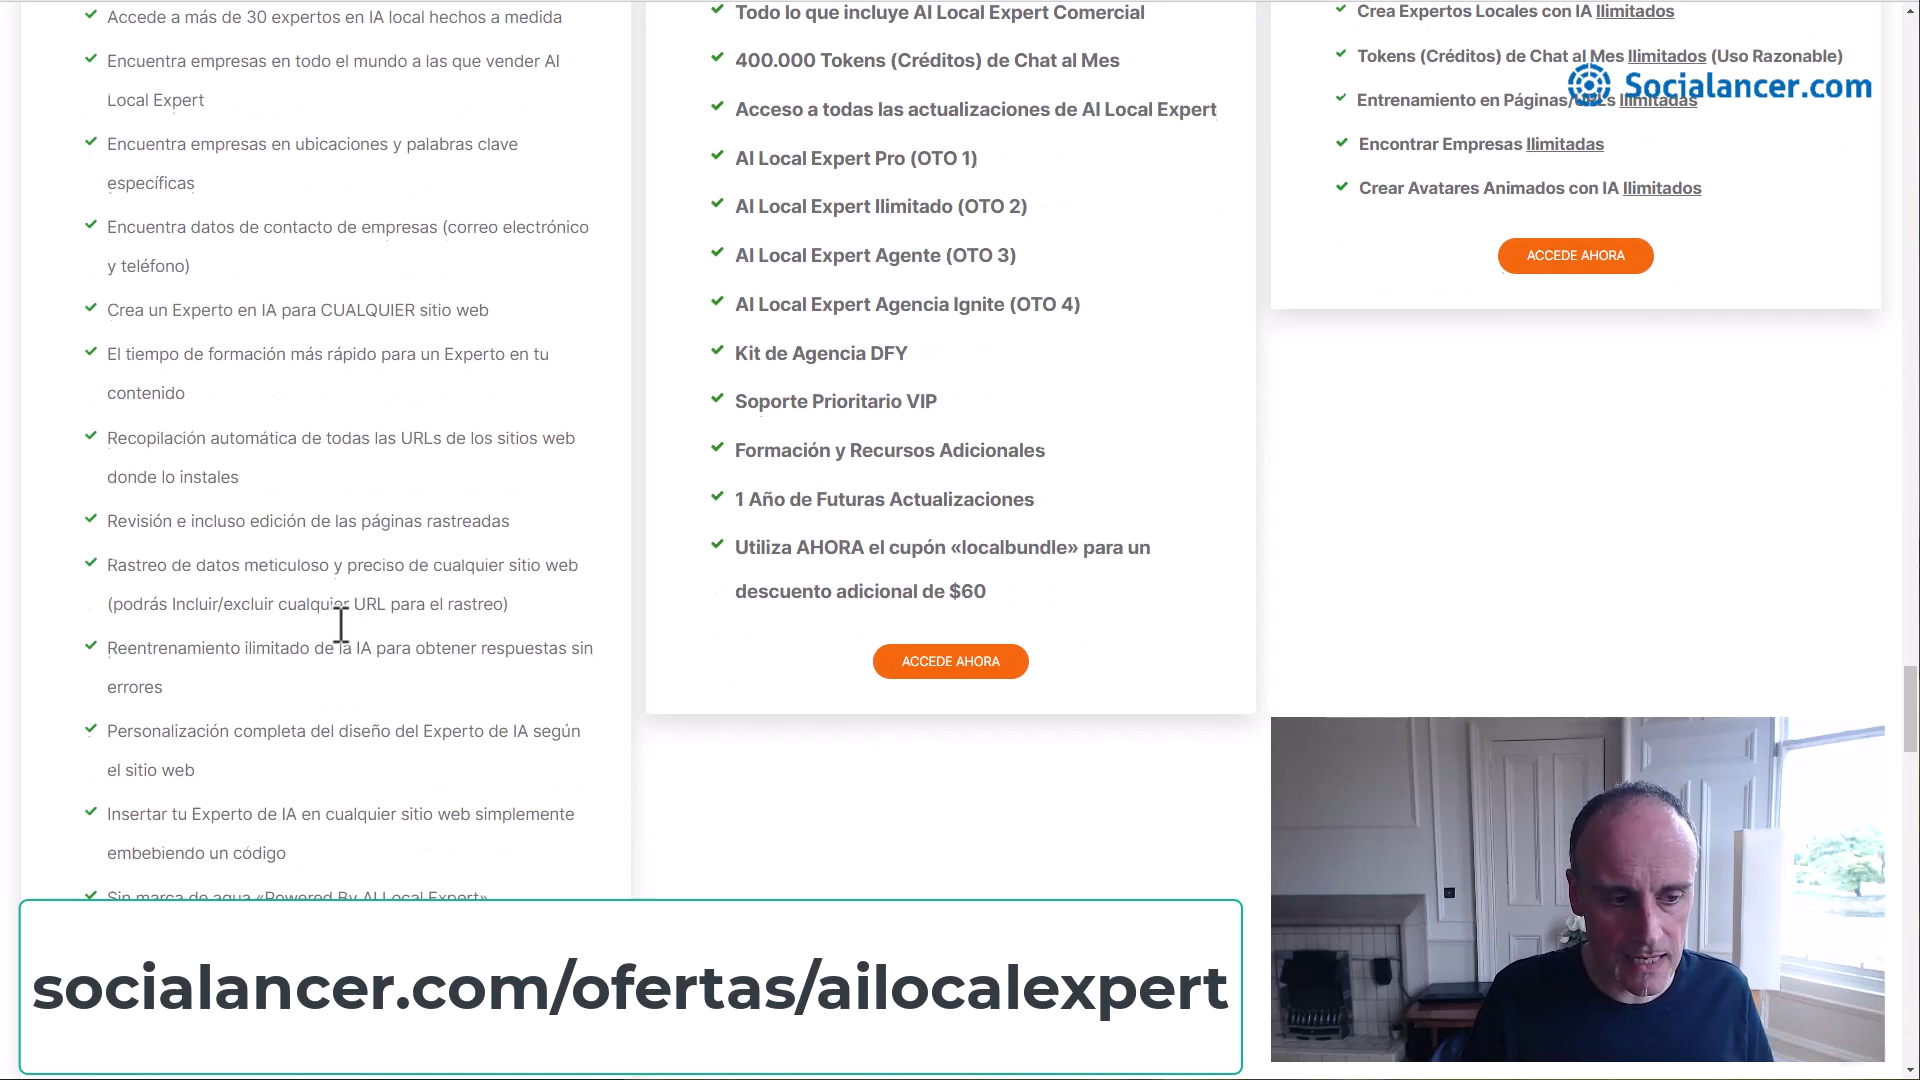 Accede a más de 30 expertos en IA local hechos a medida
Encuentra empresas en todo el mundo a las que vender AI
Local Expert
Encuentra empresas en ubicaciones y palabras clave
específicas
Encuentra datos de contacto de empresas (correo electrónico
y teléfono)
Crea un Experto en IA para CUALQUIER sitio web
El tiempo de formación más rápido para un Experto en tu
contenido
Recopilación automática de todas las URLs de los sitios web
donde lo instales
Revisión e incluso edición de las páginas rastreadas
Rastreo de datos meticuloso y preciso de cualquier sitio web
(podrás Incluir/excluir cualquier URL para el rastreo)
Reentrenamiento ilimitado de la IA para obtener respuestas sin
errores
Personalización completa del diseño del Experto de IA según
el sitio web
Insertar tu Experto de IA en cualquier sitio web simplemente
embebiendo un código
Sin marca de agua «Powered By AI Local Expert»
Todo lo que incluye AI Local Expert Comercial
400.000 Tokens (Créditos) de Chat al Mes
Acceso a todas las actualizaciones de AI Local Expert
AI Local Expert Pro (OTO 1)
AI Local Expert Ilimitado (OTO 2)
AI Local Expert Agente (OTO 3)
AI Local Expert Agencia Ignite (OTO 4)
Kit de Agencia DFY
Soporte Prioritario VIP
Formación y Recursos Adicionales
1 Año de Futuras Actualizaciones
Utiliza AHORA el cupón «localbundle» para un
descuento adicional de $60
ACCEDE AHORA
Crea Expertos Locales con IA Ilimitados
Tokens (Créditos) de Chat al Mes Ilimitados (Uso Razonable)
Entrenamiento en Páginas/URLs Ilimitadas
Encontrar Empresas Ilimitadas
Crear Avatares Animados con IA Ilimitados
ACCEDE AHORA
Socialancer.com
socialancer.com/ofertas/ailocalexpert